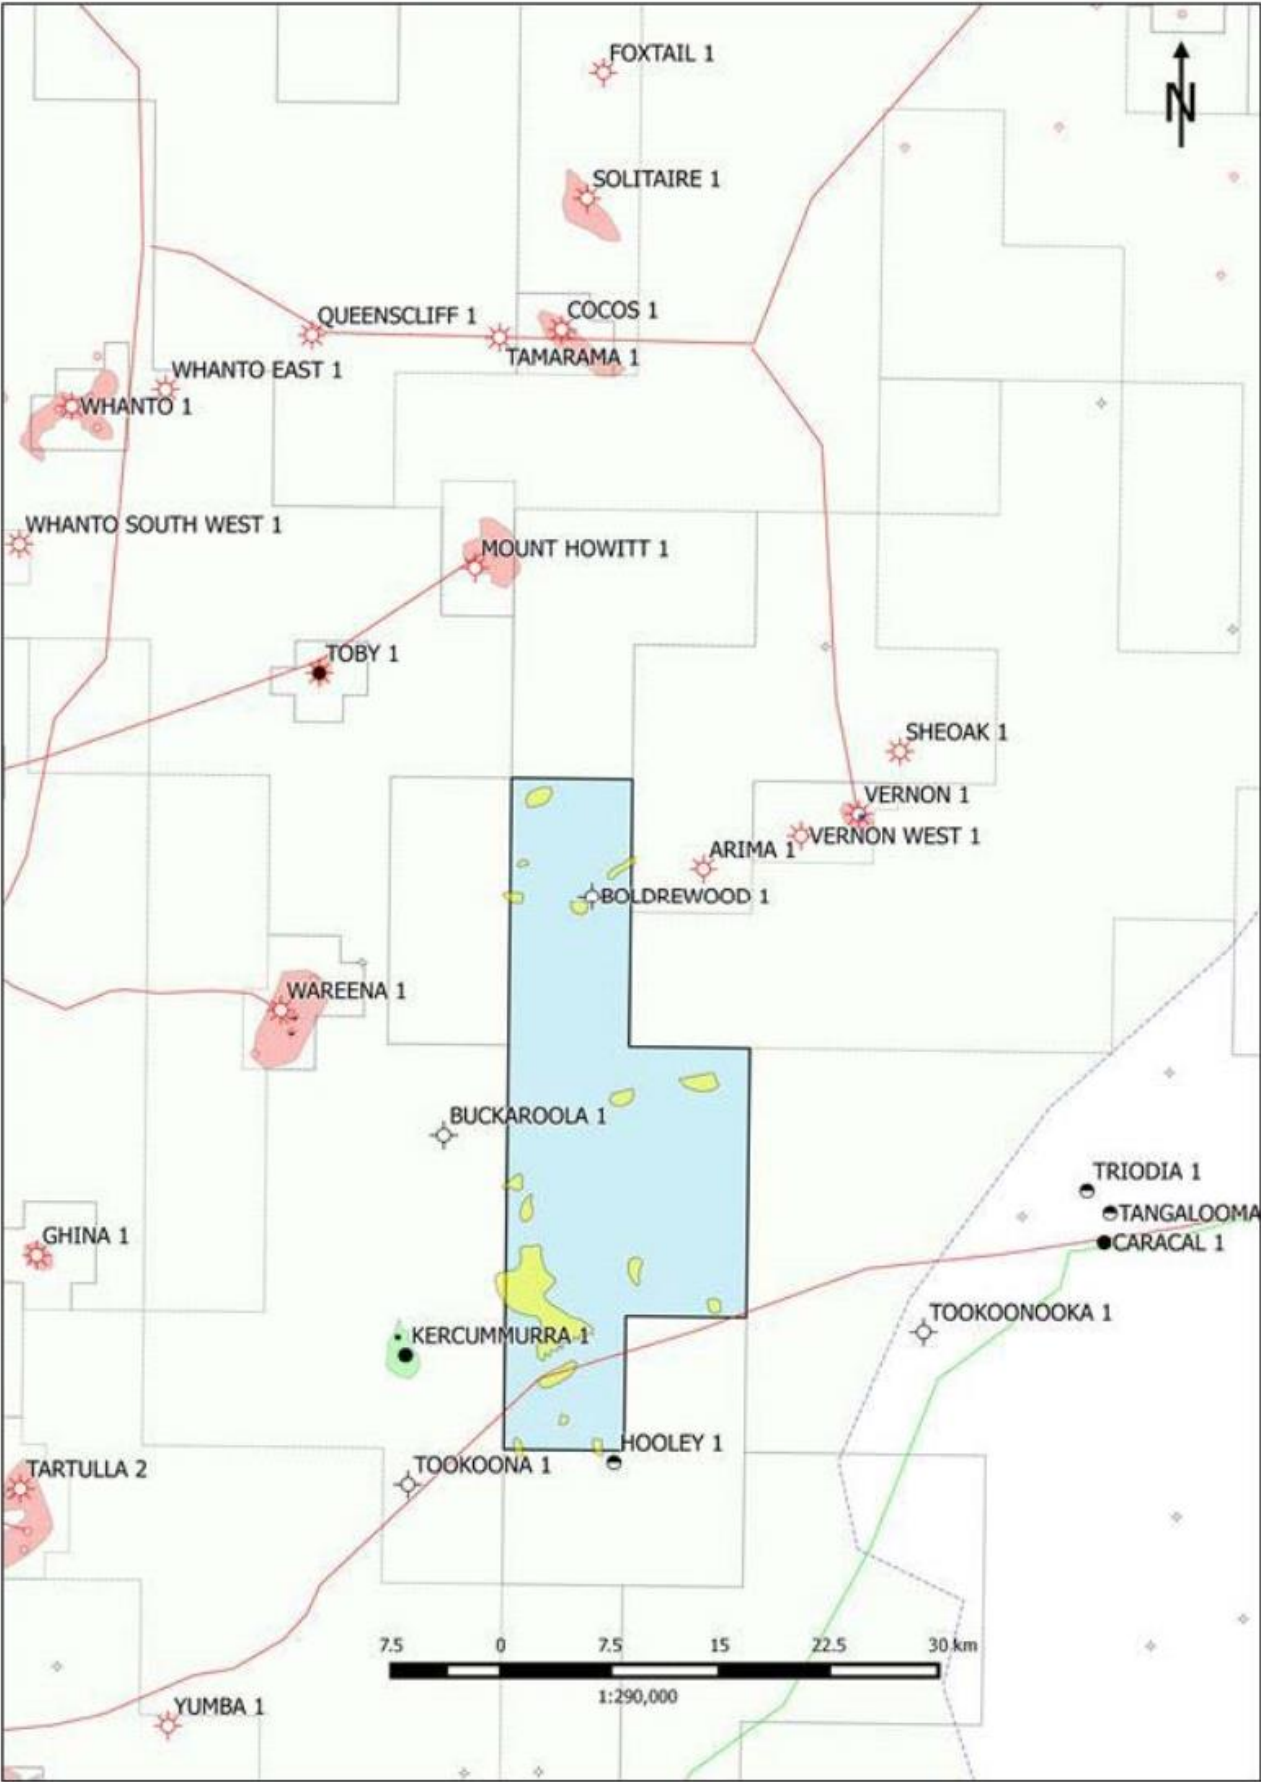 FOXTAIL 1
N
SOLITAIRE 1
COCOS 1
QUEENSCLIFF 1
TAMARAMA 1
WHANTO EAST 1
WHANTO 1
WHANTO SOUTH WEST 1
MOUNT HOWITT 1
TOBY 1
SHEOAK 1
VERNON 1
VERNON WEST 1
ARIMA 1
BOLDREWOOD 1
WAREENA 1
BUCKAROOLA 1
TRIODIA 1
TANGALOOMA
GHINA 1
CARACAL 1
TOOKOONOOKA 1
KERCUMMURRA 1
HOOLEY 1
TOOKOONA 1
TARTULLA 2
7.5 0 7.5 15 22.5 30 km
1:290,000
YUMBA 1